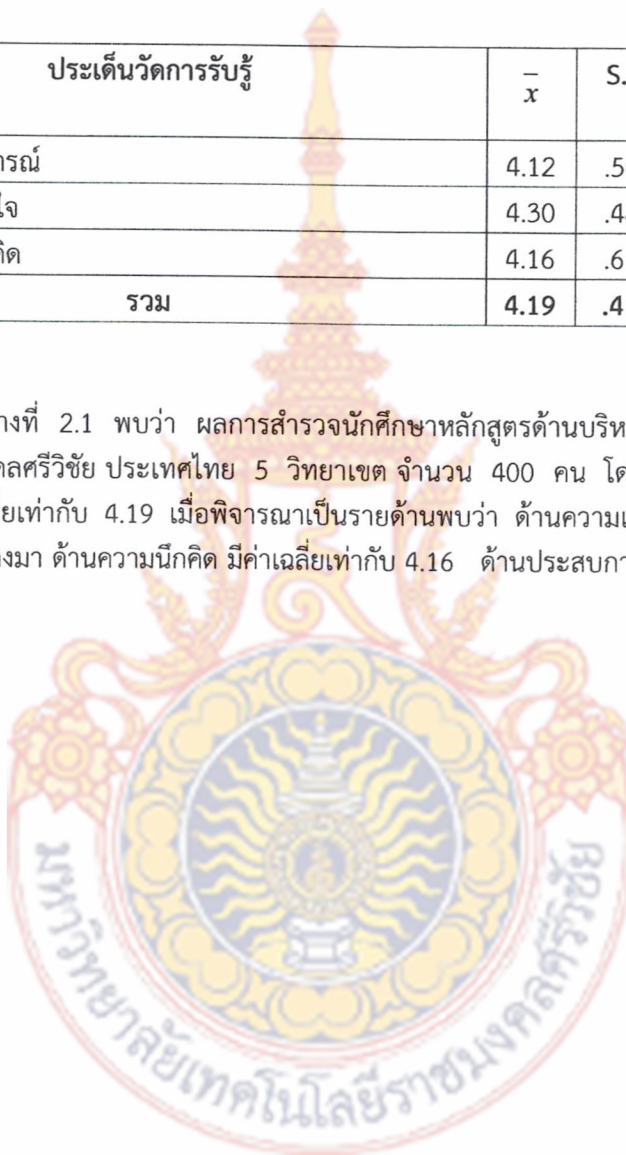 ประเด็นวัดการรับรู้ x̄ S.
ารณ์ 4.12 .5
ใจ 4.30 .4
คิด 4.16 .6
รวม 4.19 .4
างที่ 2.1 พบว่า ผลการสำรวจนักศึกษาหลักสูตรด้านบริห
คลศรีวิชัย ประเทศไทย 5 วิทยาเขต จำนวน 400 คน โด
ยเท่ากับ 4.19 เมื่อพิจารณาเป็นรายด้านพบว่า ด้านความเ
งมา ด้านความนึกคิด มีค่าเฉลี่ยเท่ากับ 4.16 ด้านประสบกา
มหาวิทยาลัยเทคโนโลยีราชมงคลศรีวิชัย